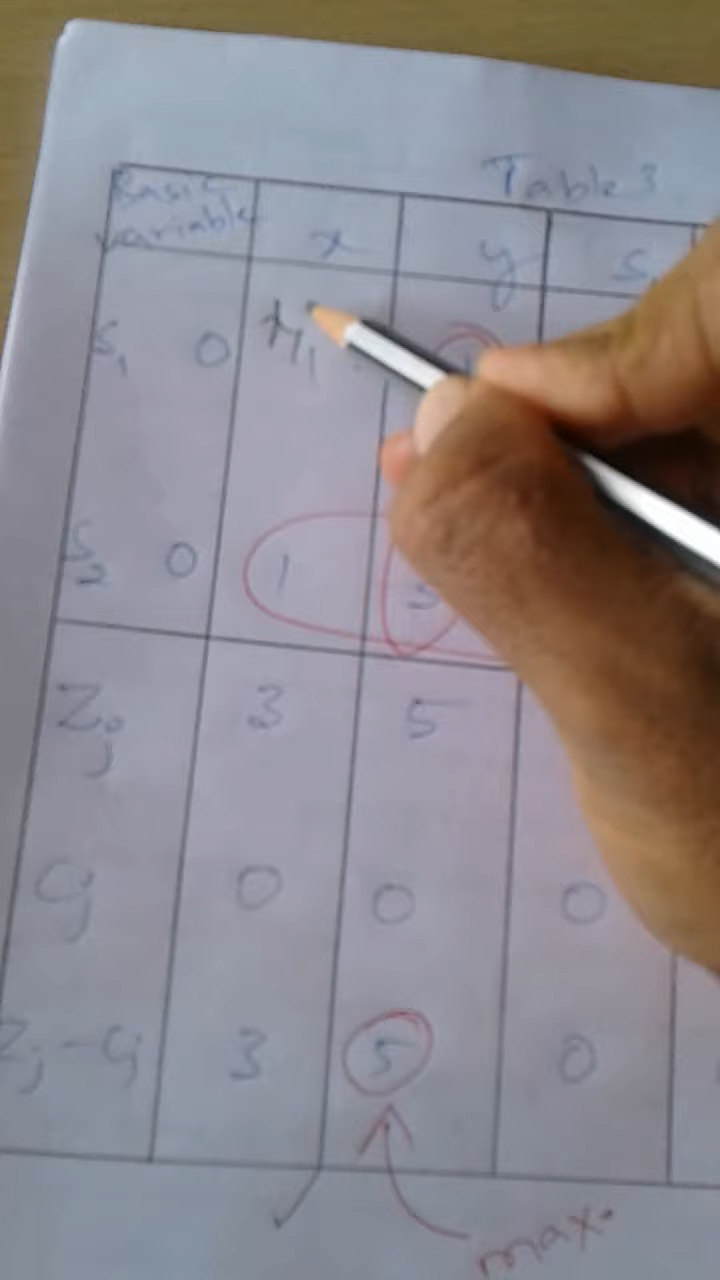 Table 3
Basic variable x y S
S₁ 0
S₂ 0 1 3
Zj 3 5
Cj 0 0 0
Zj - Cj 3 5 0
max.